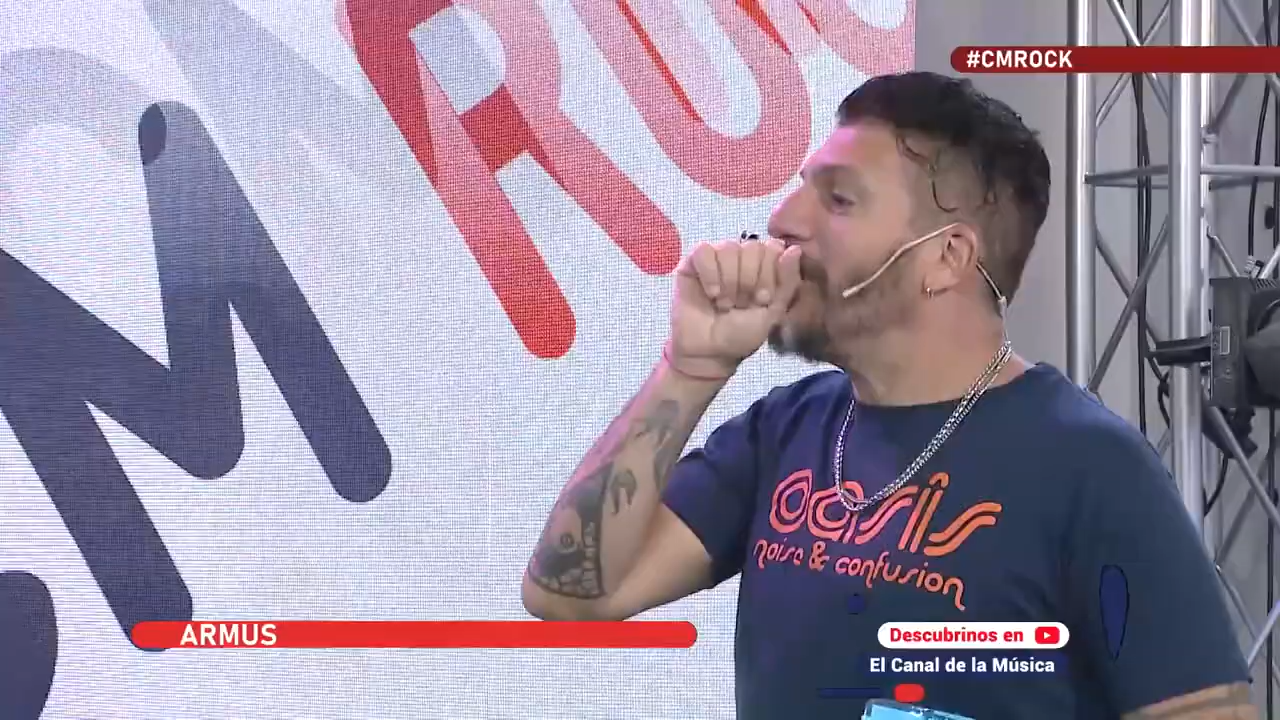 #CMROCK
oasis
noise & confusion
ARMUS
Descubrinos en
El Canal de la Música